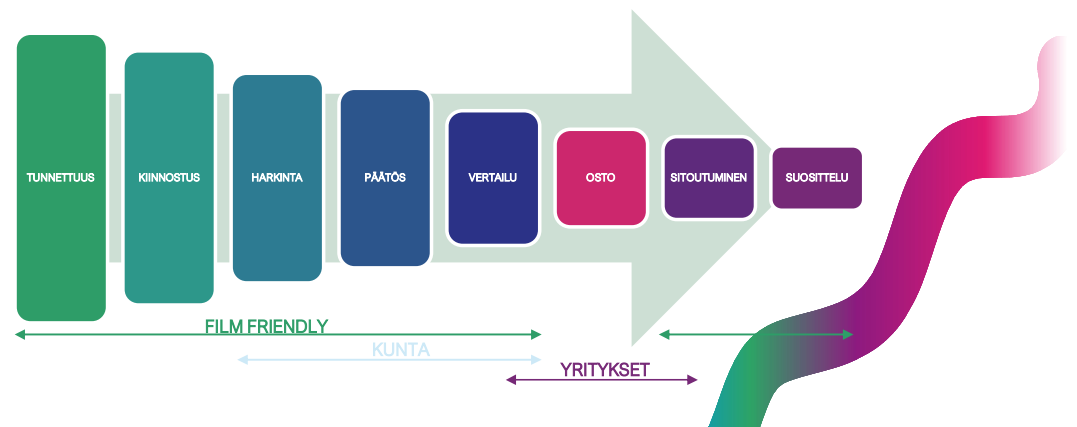 TUNNETTUUS
KIINNOSTUS
HARKINTA
PÄÄTÖS
VERTAILU
OSTO
SITOUTUMINEN
SUOSITTELU
FILM FRIENDLY
KUNTA
YRITYKSET